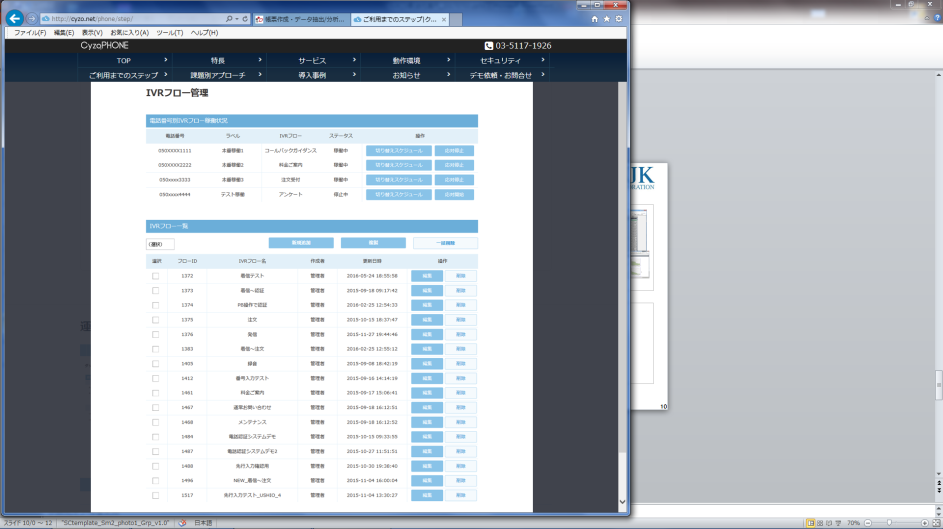 http://cyzo.net/phone/step/
帳票作成・データ抽出/分析...
ご利用までのステップ|ク...
ファイル(F) 編集(E) 表示(V) お気に入り(A) ツール(T) ヘルプ(H)
CyzoPHONE
03-5117-1926
TOP 特長 サービス 動作環境 セキュリティ
ご利用までのステップ 課題別アプローチ 導入事例 お知らせ デモ依頼・お問合せ
IVRフロー管理
電話番号別IVRフロー稼働状況
電話番号 ラベル IVRフロー ステータス 操作
050XXXX1111 本番稼働1 コールバックガイダンス 稼働中 切り替えスケジュール 応対停止
050XXXX2222 本番稼働2 料金ご案内 稼働中 切り替えスケジュール 応対停止
050xxxx3333 本番稼働3 注文受付 稼働中 切り替えスケジュール 応対停止
050xxxx4444 テスト稼働 アンケート 停止中 切り替えスケジュール 応対開始
IVRフロー一覧
(選択) 新規追加 複製 一括削除
選択 フローID IVRフロー名 作成者 更新日時 操作
1372 着信テスト 管理者 2016-05-24 18:55:58 編集 削除
1373 着信～認証 管理者 2015-09-18 09:17:42 編集 削除
1374 PB操作で認証 管理者 2016-02-25 12:54:33 編集 削除
1375 注文 管理者 2015-10-15 18:37:47 編集 削除
1376 発信 管理者 2015-11-27 19:44:46 編集 削除
1383 着信～注文 管理者 2016-02-25 12:55:12 編集 削除
1405 録音 管理者 2015-09-08 18:42:19 編集 削除
1412 番号入力テスト 管理者 2015-09-16 14:14:19 編集 削除
1461 料金ご案内 管理者 2015-09-17 15:06:41 編集 削除
1467 通常お問い合わせ 管理者 2015-09-18 16:12:51 編集 削除
1468 メンテナンス 管理者 2015-09-18 16:12:52 編集 削除
1484 電話認証システムデモ 管理者 2015-10-15 09:33:55 編集 削除
1487 電話認証システムデモ2 管理者 2015-10-27 11:51:51 編集 削除
1488 先行入力確認用 管理者 2015-10-30 19:38:40 編集 削除
1496 NEW_着信～注文 管理者 2015-11-04 16:00:04 編集 削除
1517 先行入力テスト_USHIO_4 管理者 2015-11-04 13:30:27 編集 削除
JK
RATION
10
スライド 10/0 ～ 12 "SCtemplate_Sm2_photo1_Grp_v1.0" 日本語
70%